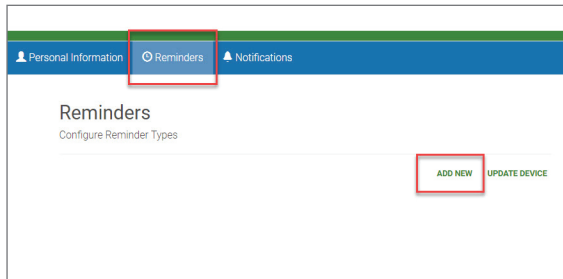 Personal Information Reminders Notifications
Reminders
Configure Reminder Types
ADD NEW UPDATE DEVICE